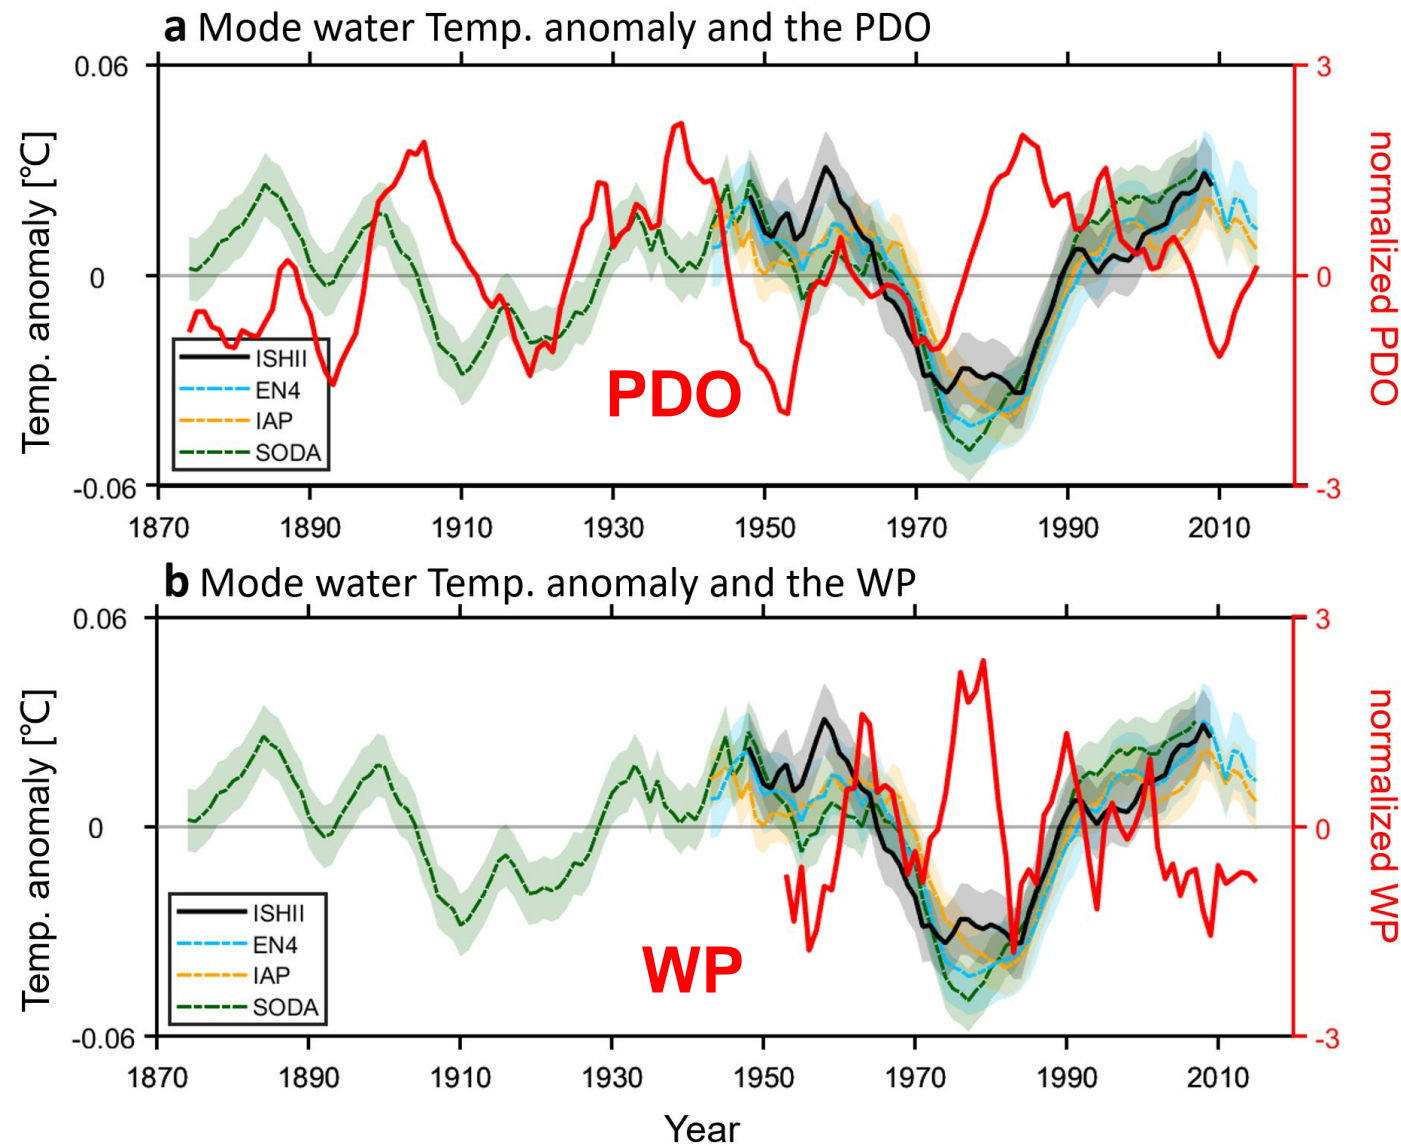 a Mode water Temp. anomaly and the PDO
0.06
0
-0.06
Temp. anomaly [°C]
3
0
-3
normalized PDO
ISHII
EN4
IAP
SODA
PDO
1870 1890 1910 1930 1950 1970 1990 2010
b Mode water Temp. anomaly and the WP
0.06
0
-0.06
Temp. anomaly [°C]
3
0
-3
normalized WP
ISHII
EN4
IAP
SODA
WP
1870 1890 1910 1930 1950 1970 1990 2010
Year